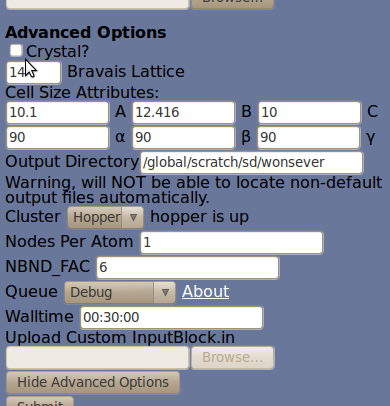 Browse...
Advanced Options
Crystal?
14 Bravais Lattice
Cell Size Attributes:
10.1 A 12.416 B 10 C
90 α 90 β 90 γ
Output Directory /global/scratch/sd/wonsever
Warning, will NOT be able to locate non-default
output files automatically.
Cluster Hopper hopper is up
Nodes Per Atom 1
NBND_FAC 6
Queue Debug About
Walltime 00:30:00
Upload Custom InputBlock.in
Browse...
Hide Advanced Options
Submit